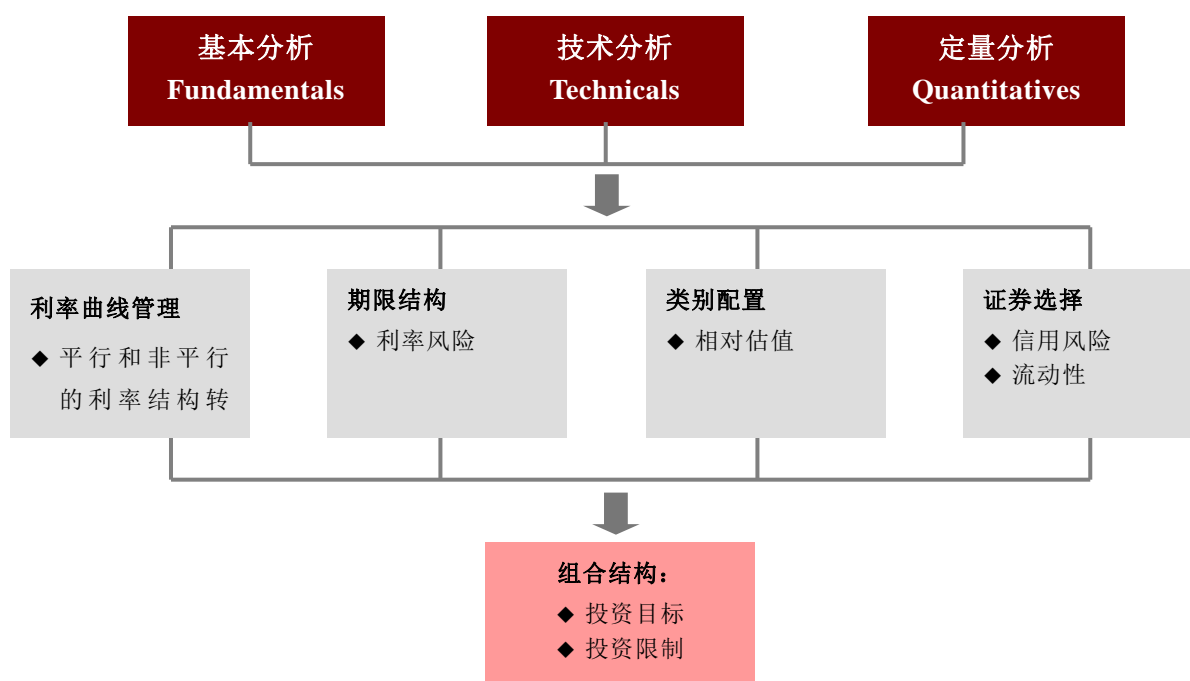 基本分析
Fundamentals
技术分析
Technicals
定量分析
Quantitatives
利率曲线管理
◆ 平行和非平行
的利率结构转
期限结构
◆ 利率风险
类别配置
◆ 相对估值
证券选择
◆ 信用风险
◆ 流动性
组合结构：
◆ 投资目标
◆ 投资限制